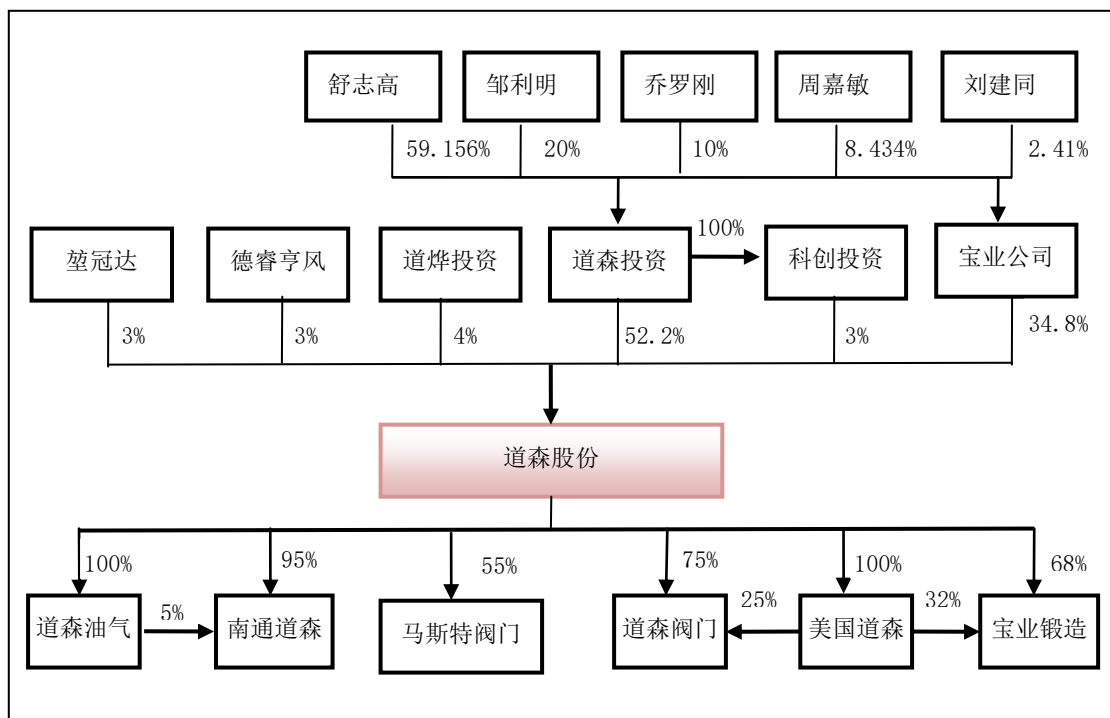 舒志高 邹利明 乔罗刚 周嘉敏 刘建同
59.156% 20% 10% 8.434% 2.41%
100%
堃冠达 德睿亨风 道烨投资 道森投资 科创投资 宝业公司
3% 3% 4% 52.2% 3% 34.8%
道森股份
100% 95% 55% 75% 100% 68%
5% 25% 32%
道森油气 南通道森 马斯特阀门 道森阀门 美国道森 宝业锻造